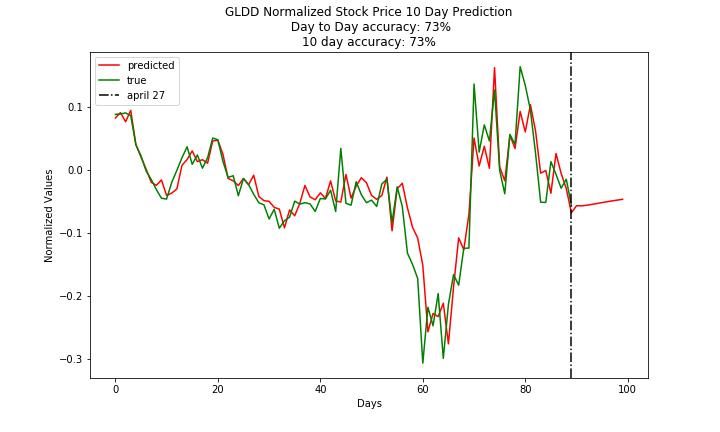 GLDD Normalized Stock Price 10 Day Prediction
Day to Day accuracy: 73%
10 day accuracy: 73%
predicted
true
april 27
0.1
0.0
−0.1
−0.2
−0.3
Normalized Values
0 20 40 60 80 100
Days